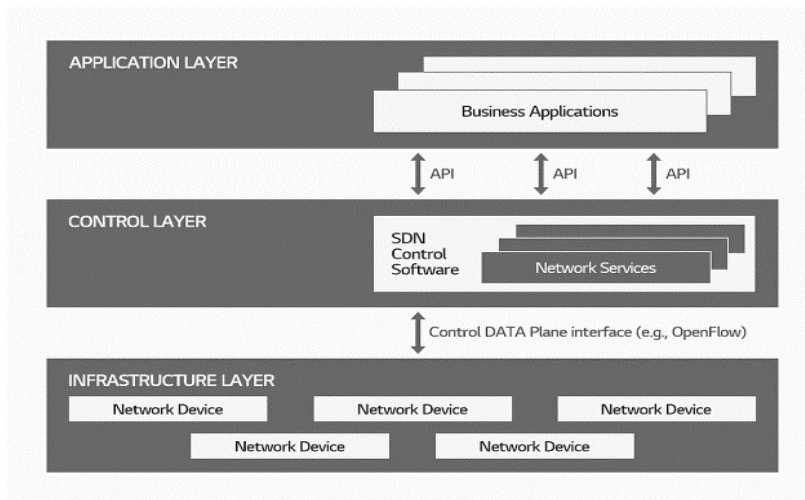 APPLICATION LAYER
Business Applications
API
API
API
CONTROL LAYER
SDN
Control
Software
Network Services
Control DATA Plane interface (e.g., OpenFlow)
INFRASTRUCTURE LAYER
Network Device
Network Device
Network Device
Network Device
Network Device